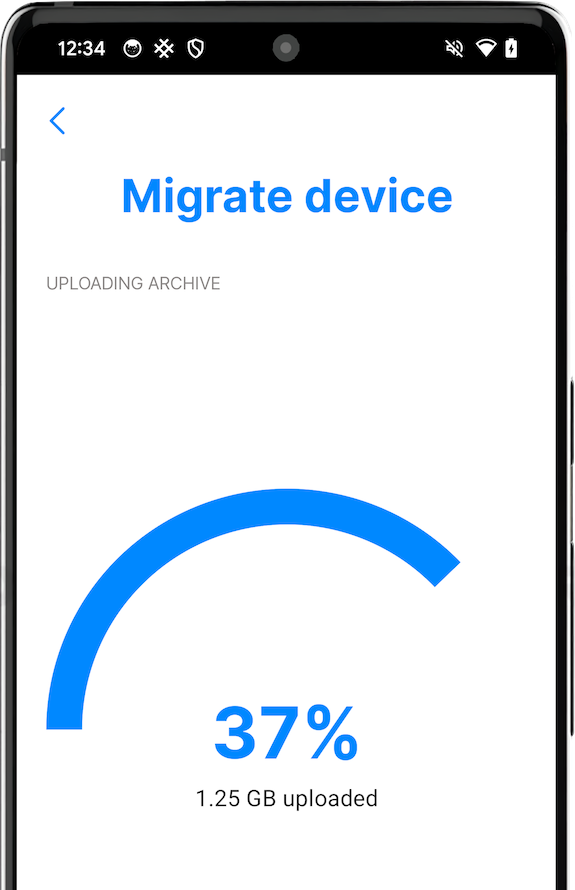 12:34
Migrate device
UPLOADING ARCHIVE
37%
1.25 GB uploaded